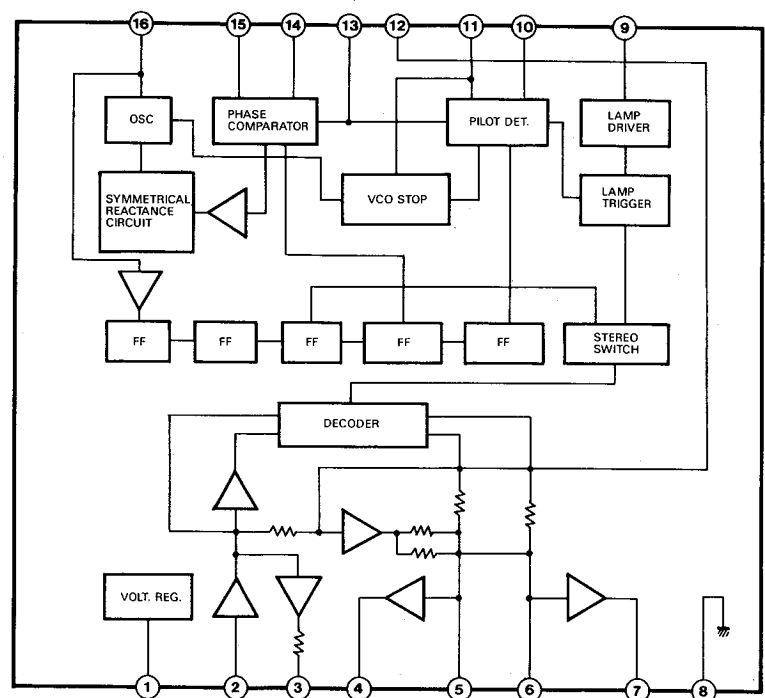 16 15 14 13 12 11 10 9
OSC
PHASE
COMPARATOR
PILOT DET.
LAMP
DRIVER
SYMMETRICAL
REACTANCE
CIRCUIT
VCO STOP
LAMP
TRIGGER
FF FF FF FF FF
STEREO
SWITCH
DECODER
VOLT. REG.
1 2 3 4 5 6 7 8